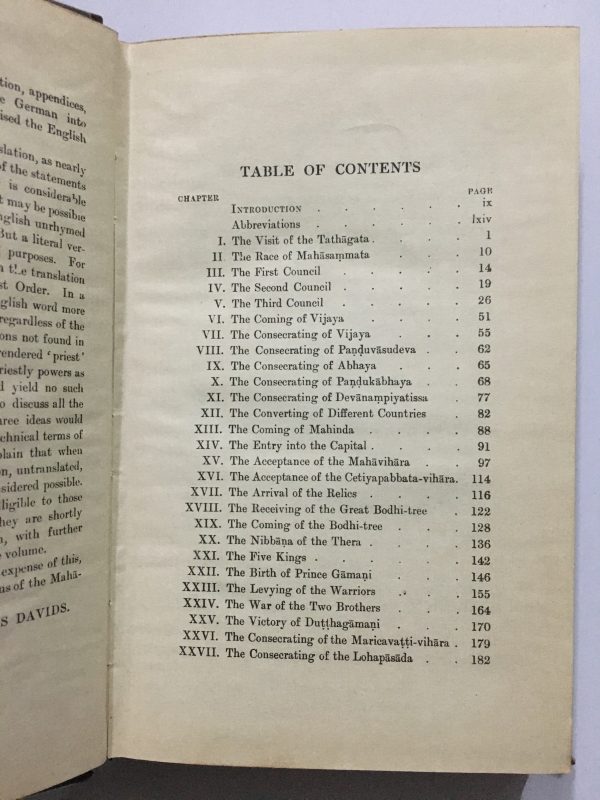 tion, appendices,
e German into
ised the English
slation, as nearly
of the statements
is considerable
t may be possible
nglish unrhymed
But a literal ver-
purposes. For
n the translation
st Order. In a
nglish word more
regardless of the
ons not found in
rendered ‘priest’
riestly powers as
d yield no such
o discuss all the
hree ideas would
echnical terms of
plain that when
on, untranslated,
nsidered possible.
lligible to those
hey are shortly
n, with further
e volume.
expense of this,
ns of the Mahā-
S DAVIDS.
TABLE OF CONTENTS
CHAPTER PAGE
INTRODUCTION . . . . . . ix
Abbreviations . . . . . . lxiv
I. The Visit of the Tathāgata . . . . 1
II. The Race of Mahāsammata . . . . 10
III. The First Council . . . . 14
IV. The Second Council . . . . 19
V. The Third Council . . . . 26
VI. The Coming of Vijaya . . . . 51
VII. The Consecrating of Vijaya . . . . 55
VIII. The Consecrating of Paṇḍuvāsudeva . . 62
IX. The Consecrating of Abhaya . . . 65
X. The Consecrating of Paṇḍukābhaya . . 68
XI. The Consecrating of Devānaṃpiyatissa . 77
XII. The Converting of Different Countries . . 82
XIII. The Coming of Mahinda . . . . 88
XIV. The Entry into the Capital . . . . 91
XV. The Acceptance of the Mahāvihāra . . 97
XVI. The Acceptance of the Cetiyapabbata-vihāra. 114
XVII. The Arrival of the Relics . . . . 116
XVIII. The Receiving of the Great Bodhi-tree . . 122
XIX. The Coming of the Bodhi-tree . . . 128
XX. The Nibbāna of the Thera . . . . 136
XXI. The Five Kings . . . . . 142
XXII. The Birth of Prince Gāmaṇi . . . 146
XXIII. The Levying of the Warriors . . . 155
XXIV. The War of the Two Brothers . . . 164
XXV. The Victory of Duṭṭhagāmaṇi . . . 170
XXVI. The Consecrating of the Maricavaṭṭi-vihāra . 179
XXVII. The Consecrating of the Lohapāsāda . . 182